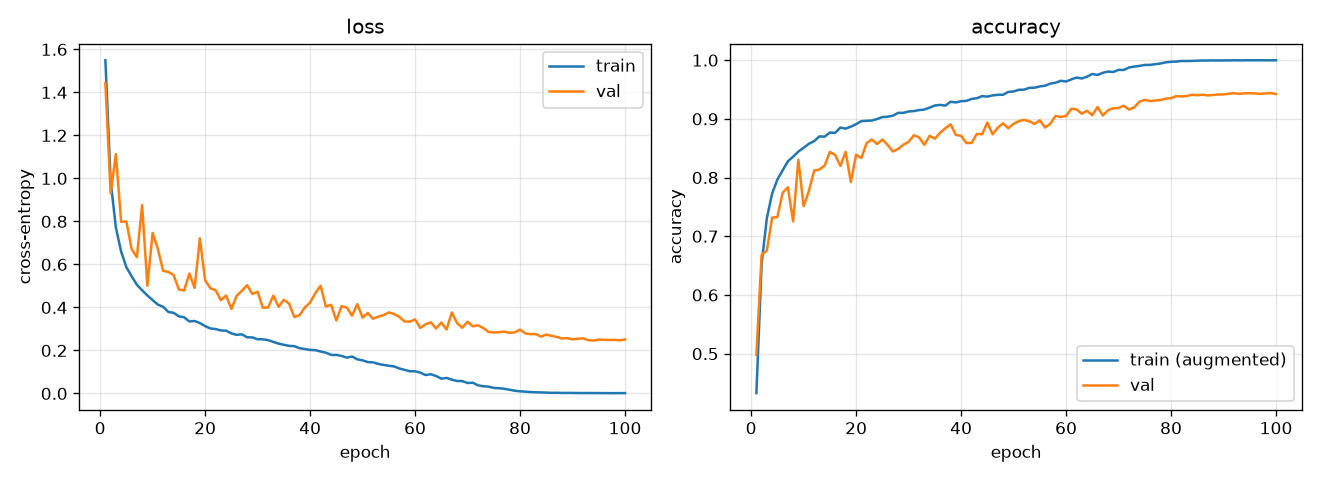 loss
1.6
1.4
1.2
1.0
0.8
0.6
0.4
0.2
0.0
cross-entropy
train
val
0 20 40 60 80 100
epoch
accuracy
1.0
0.9
0.8
0.7
0.6
0.5
accuracy
train (augmented)
val
0 20 40 60 80 100
epoch